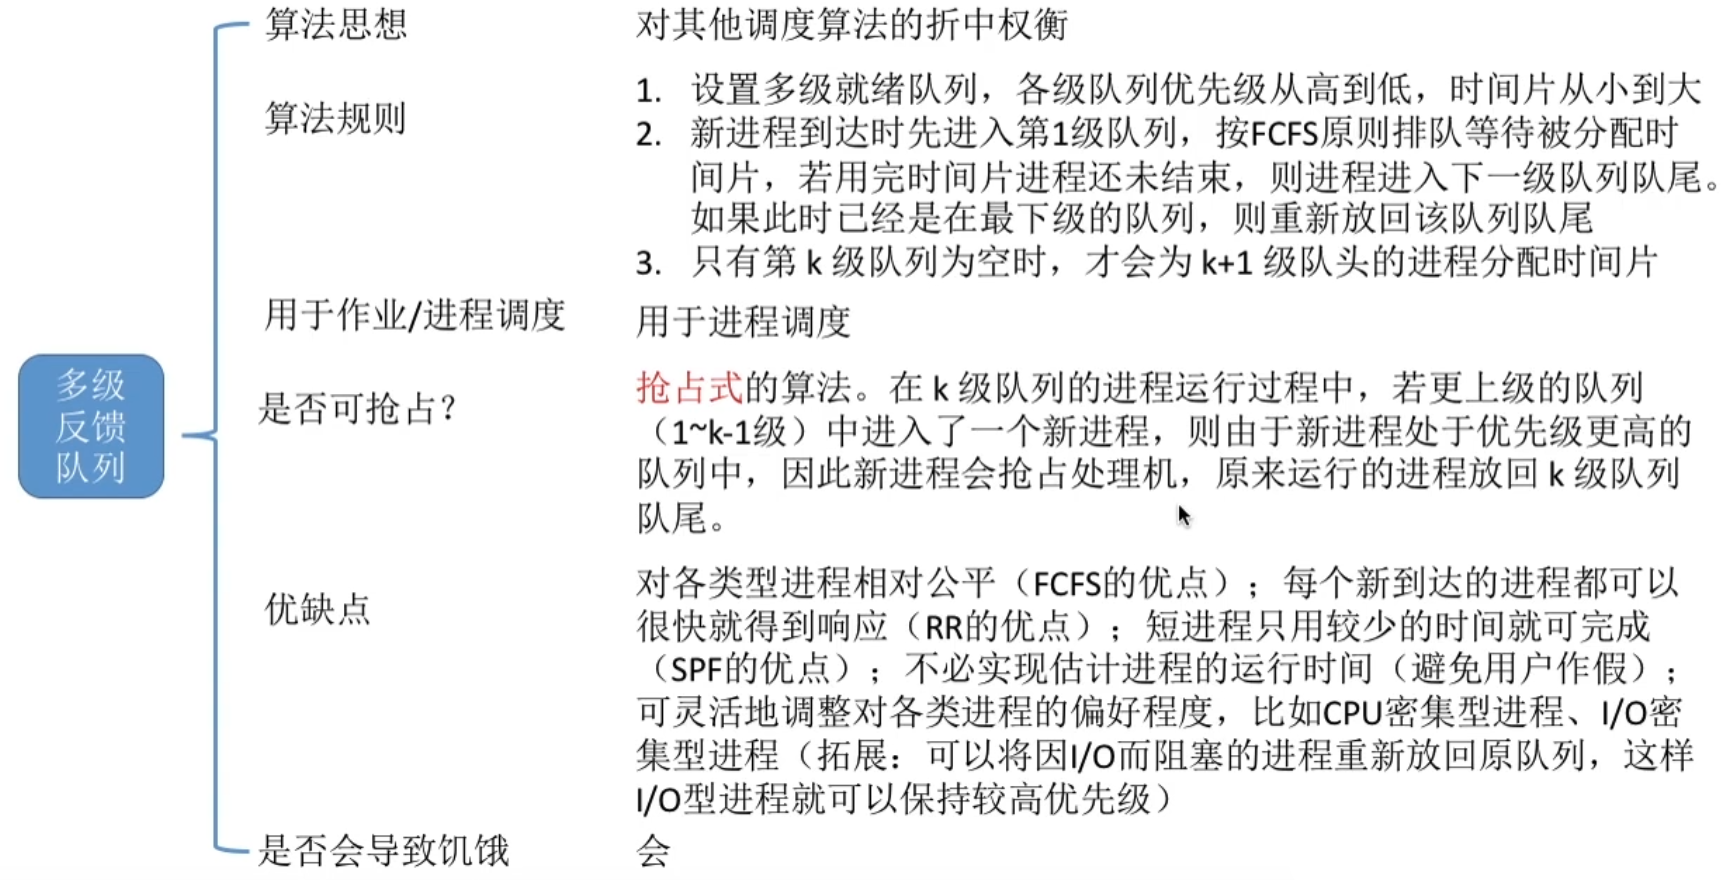 多级
反馈
队列
算法思想
对其他调度算法的折中权衡
算法规则
1. 设置多级就绪队列，各级队列优先级从高到低，时间片从小到大
2. 新进程到达时先进入第1级队列，按FCFS原则排队等待被分配时
间片，若用完时间片进程还未结束，则进程进入下一级队列队尾。
如果此时已经是在最下级的队列，则重新放回该队列队尾
3. 只有第 k 级队列为空时，才会为 k+1 级队头的进程分配时间片
用于作业/进程调度
用于进程调度
是否可抢占？
抢占式的算法。在 k 级队列的进程运行过程中，若更上级的队列
（1~k-1级）中进入了一个新进程，则由于新进程处于优先级更高的
队列中，因此新进程会抢占处理机，原来运行的进程放回 k 级队列
队尾。
优缺点
对各类型进程相对公平（FCFS的优点）；每个新到达的进程都可以
很快就得到响应（RR的优点）；短进程只用较少的时间就可完成
（SPF的优点）；不必实现估计进程的运行时间（避免用户作假）；
可灵活地调整对各类进程的偏好程度，比如CPU密集型进程、I/O密
集型进程（拓展：可以将因I/O而阻塞的进程重新放回原队列，这样
I/O型进程就可以保持较高优先级）
是否会导致饥饿
会